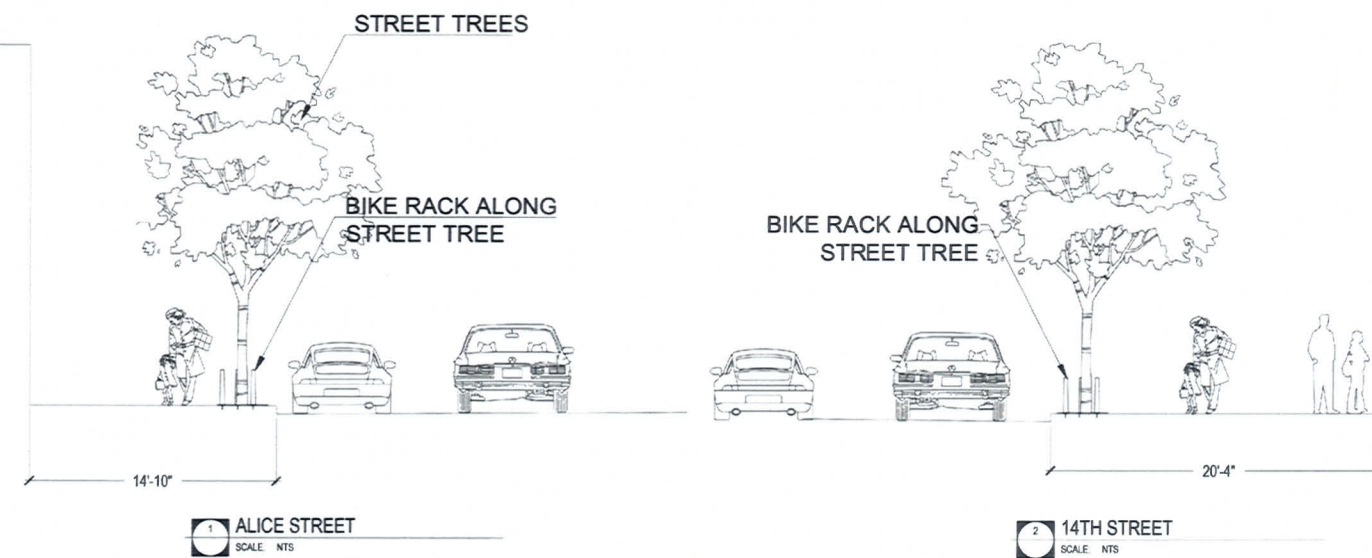 STREET TREES
BIKE RACK ALONG
STREET TREE
14'-10"
1
ALICE STREET
SCALE NTS
BIKE RACK ALONG
STREET TREE
20'-4"
2
14TH STREET
SCALE NTS